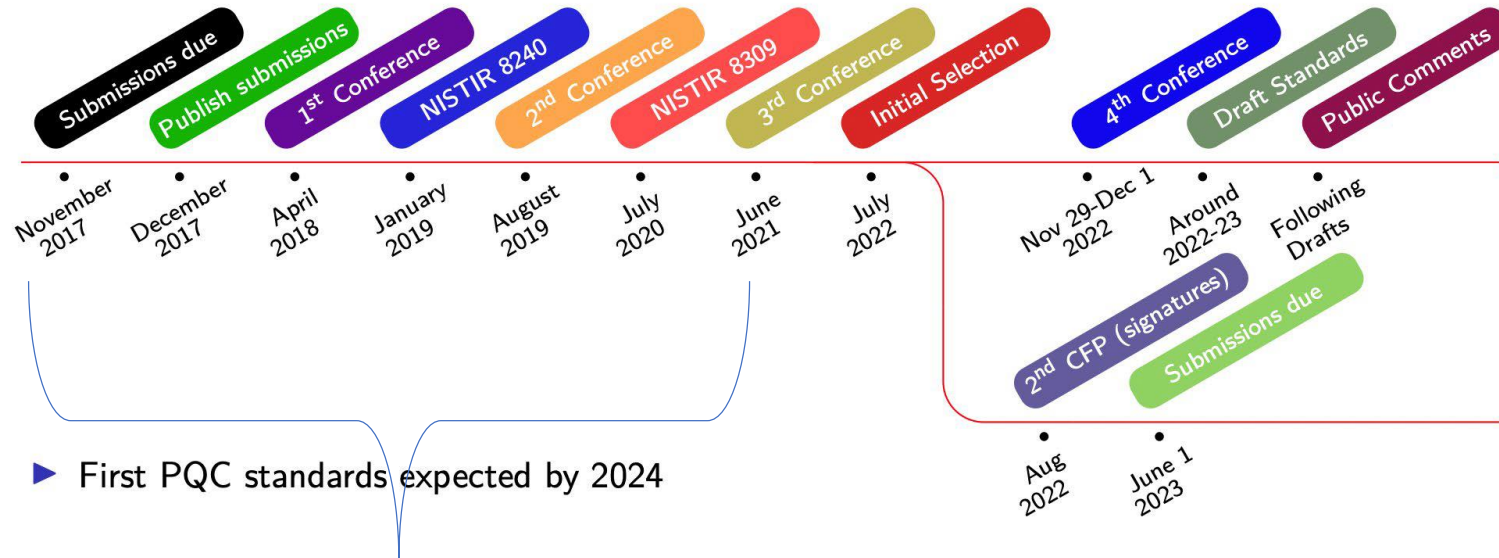 Submissions due
Publish submissions
1st Conference
NISTIR 8240
2nd Conference
NISTIR 8309
3rd Conference
Initial Selection
4th Conference
Draft Standards
Public Comments
November
2017
December
2017
April
2018
January
2019
August
2019
July
2020
June
2021
July
2022
Nov 29-Dec 1
2022
Around
2022-23
Following
Drafts
2nd CFP (signatures)
Submissions due
Aug
2022
June 1
2023
► First PQC standards expected by 2024